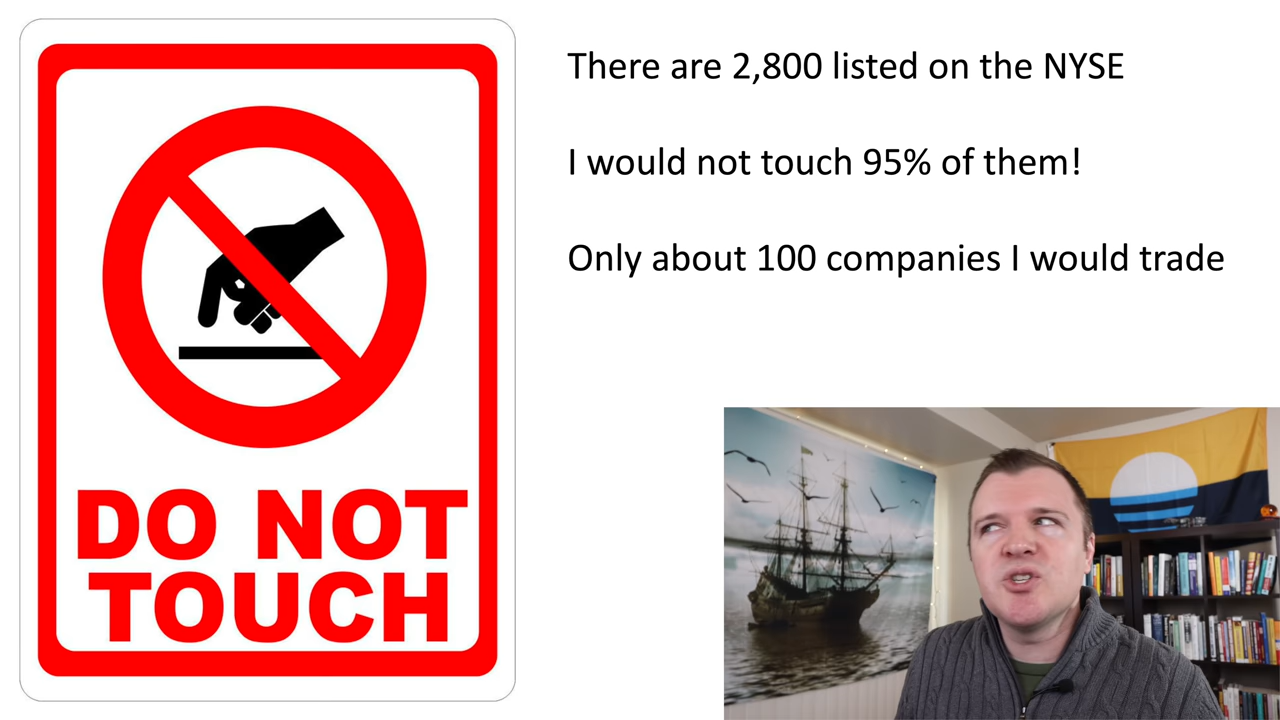 There are 2,800 listed on the NYSE
I would not touch 95% of them!
Only about 100 companies I would trade
DO NOT
TOUCH